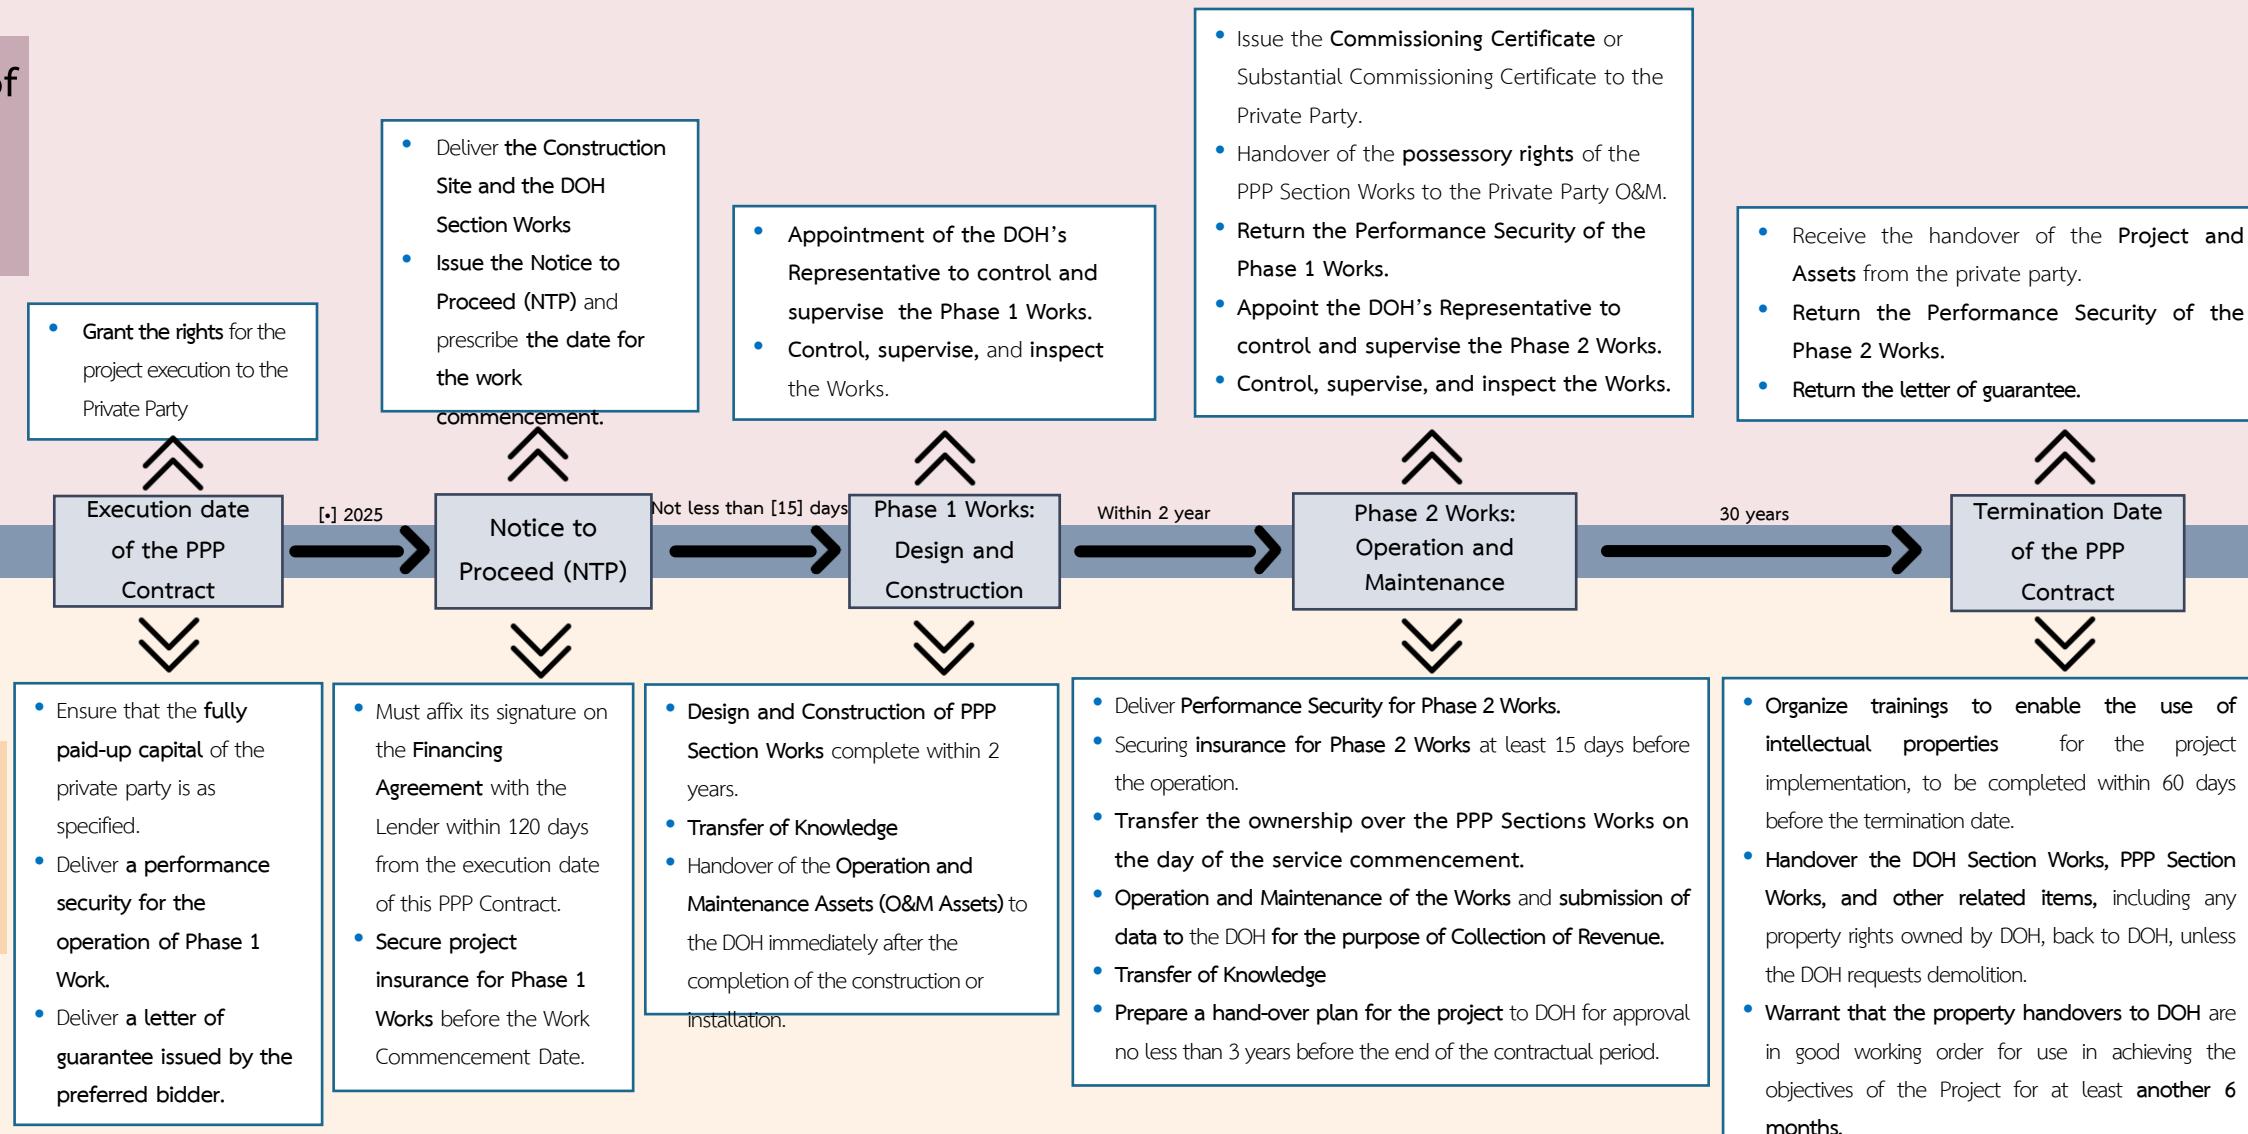 of
• Grant the rights for the
project execution to the
Private Party
• Deliver the Construction
Site and the DOH
Section Works
• Issue the Notice to
Proceed (NTP) and
prescribe the date for
the work
commencement.
• Appointment of the DOH's
Representative to control and
supervise the Phase 1 Works.
• Control, supervise, and inspect
the Works.
• Issue the Commissioning Certificate or
Substantial Commissioning Certificate to the
Private Party.
• Handover of the possessory rights of the
PPP Section Works to the Private Party O&M.
• Return the Performance Security of the
Phase 1 Works.
• Appoint the DOH's Representative to
control and supervise the Phase 2 Works.
• Control, supervise, and inspect the Works.
• Receive the handover of the Project and
Assets from the private party.
• Return the Performance Security of the
Phase 2 Works.
• Return the letter of guarantee.
Execution date
of the PPP
Contract
[•] 2025
Notice to
Proceed (NTP)
Not less than [15] days
Phase 1 Works:
Design and
Construction
Within 2 year
Phase 2 Works:
Operation and
Maintenance
30 years
Termination Date
of the PPP
Contract
• Ensure that the fully
paid-up capital of the
private party is as
specified.
• Deliver a performance
security for the
operation of Phase 1
Work.
• Deliver a letter of
guarantee issued by the
preferred bidder.
• Must affix its signature on
the Financing
Agreement with the
Lender within 120 days
from the execution date
of this PPP Contract.
• Secure project
insurance for Phase 1
Works before the Work
Commencement Date.
• Design and Construction of PPP
Section Works complete within 2
years.
• Transfer of Knowledge
• Handover of the Operation and
Maintenance Assets (O&M Assets) to
the DOH immediately after the
completion of the construction or
installation.
• Deliver Performance Security for Phase 2 Works.
• Securing insurance for Phase 2 Works at least 15 days before
the operation.
• Transfer the ownership over the PPP Sections Works on
the day of the service commencement.
• Operation and Maintenance of the Works and submission of
data to the DOH for the purpose of Collection of Revenue.
• Transfer of Knowledge
• Prepare a hand-over plan for the project to DOH for approval
no less than 3 years before the end of the contractual period.
• Organize trainings to enable the use of
intellectual properties for the project
implementation, to be completed within 60 days
before the termination date.
• Handover the DOH Section Works, PPP Section
Works, and other related items, including any
property rights owned by DOH, back to DOH, unless
the DOH requests demolition.
• Warrant that the property handovers to DOH are
in good working order for use in achieving the
objectives of the Project for at least another 6
months.